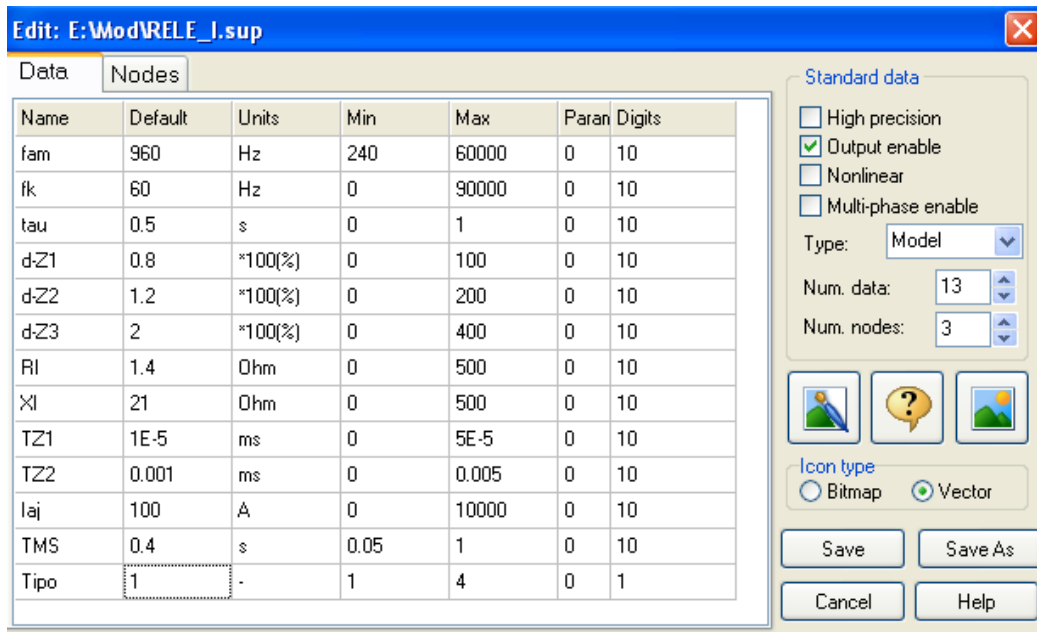 Edit: E:\Mod\RELE_I.sup
Data Nodes
Name Default Units Min Max Param Digits
fam 960 Hz 240 60000 0 10
fk 60 Hz 0 90000 0 10
tau 0.5 s 0 1 0 10
d-Z1 0.8 *100(%) 0 100 0 10
d-Z2 1.2 *100(%) 0 200 0 10
d-Z3 2 *100(%) 0 400 0 10
Rl 1.4 Ohm 0 500 0 10
Xl 21 Ohm 0 500 0 10
TZ1 1E-5 ms 0 5E-5 0 10
TZ2 0.001 ms 0 0.005 0 10
Iaj 100 A 0 10000 0 10
TMS 0.4 s 0.05 1 0 10
Tipo 1 - 1 4 0 1
Standard data
High precision
Output enable
Nonlinear
Multi-phase enable
Type: Model
Num. data: 13
Num. nodes: 3
?
Icon type
Bitmap Vector
Save Save As
Cancel Help